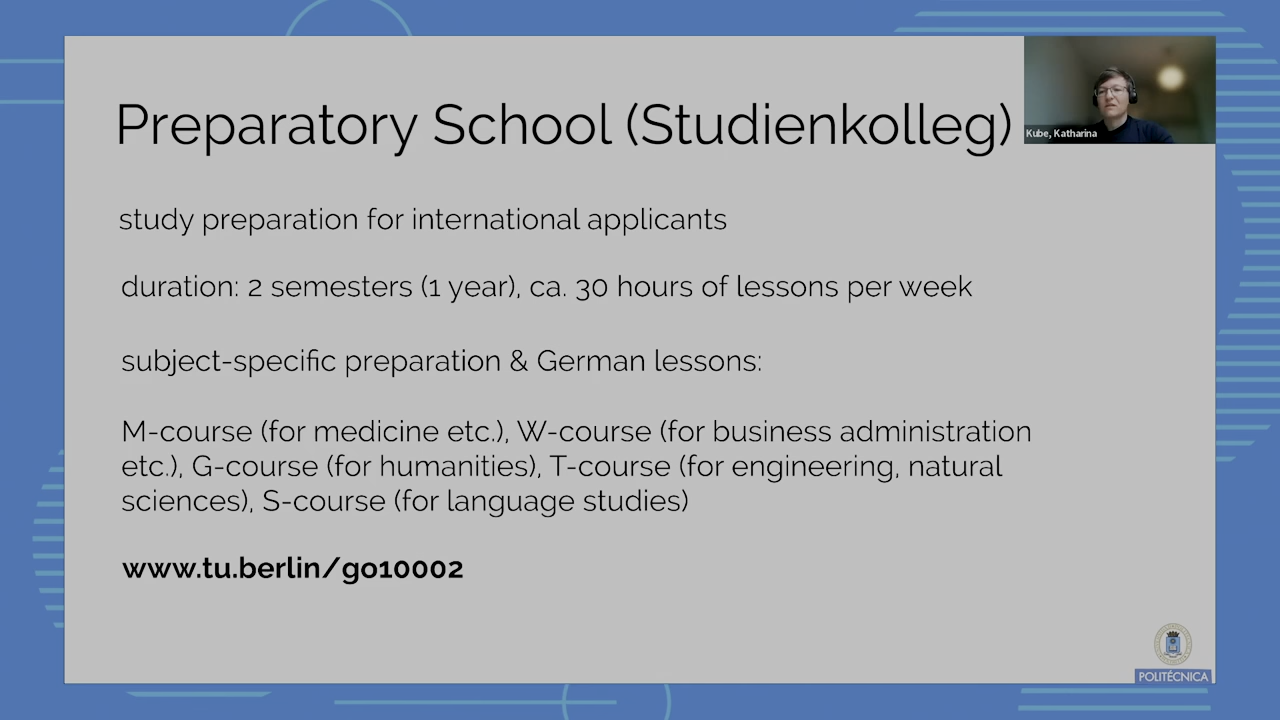 Preparatory School (Studienkolleg)
Kube, Katharina
study preparation for international applicants
duration: 2 semesters (1 year), ca. 30 hours of lessons per week
subject-specific preparation & German lessons:
M-course (for medicine etc.), W-course (for business administration
etc.), G-course (for humanities), T-course (for engineering, natural
sciences), S-course (for language studies)
www.tu.berlin/go10002
POLITÉCNICA